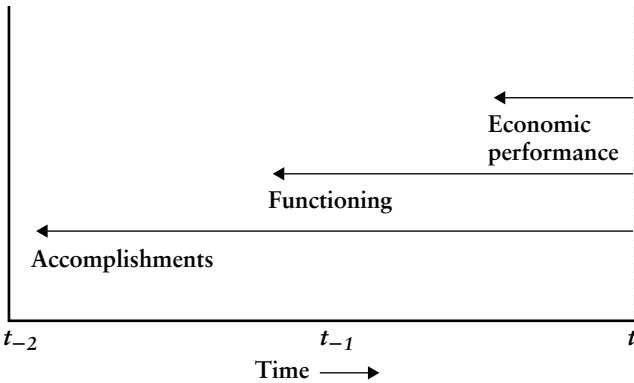 Economic
performance
Functioning
Accomplishments
t–2 t–1 t
Time